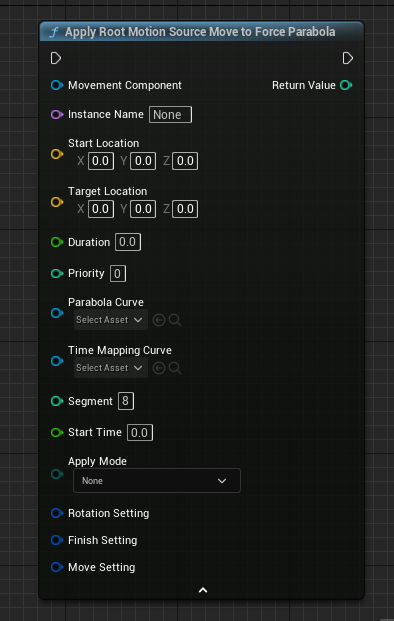 f Apply Root Motion Source Move to Force Parabola
Movement Component Return Value
Instance Name None
Start Location
X 0.0 Y 0.0 Z 0.0
Target Location
X 0.0 Y 0.0 Z 0.0
Duration 0.0
Priority 0
Parabola Curve
Select Asset
Time Mapping Curve
Select Asset
Segment 8
Start Time 0.0
Apply Mode
None
Rotation Setting
Finish Setting
Move Setting